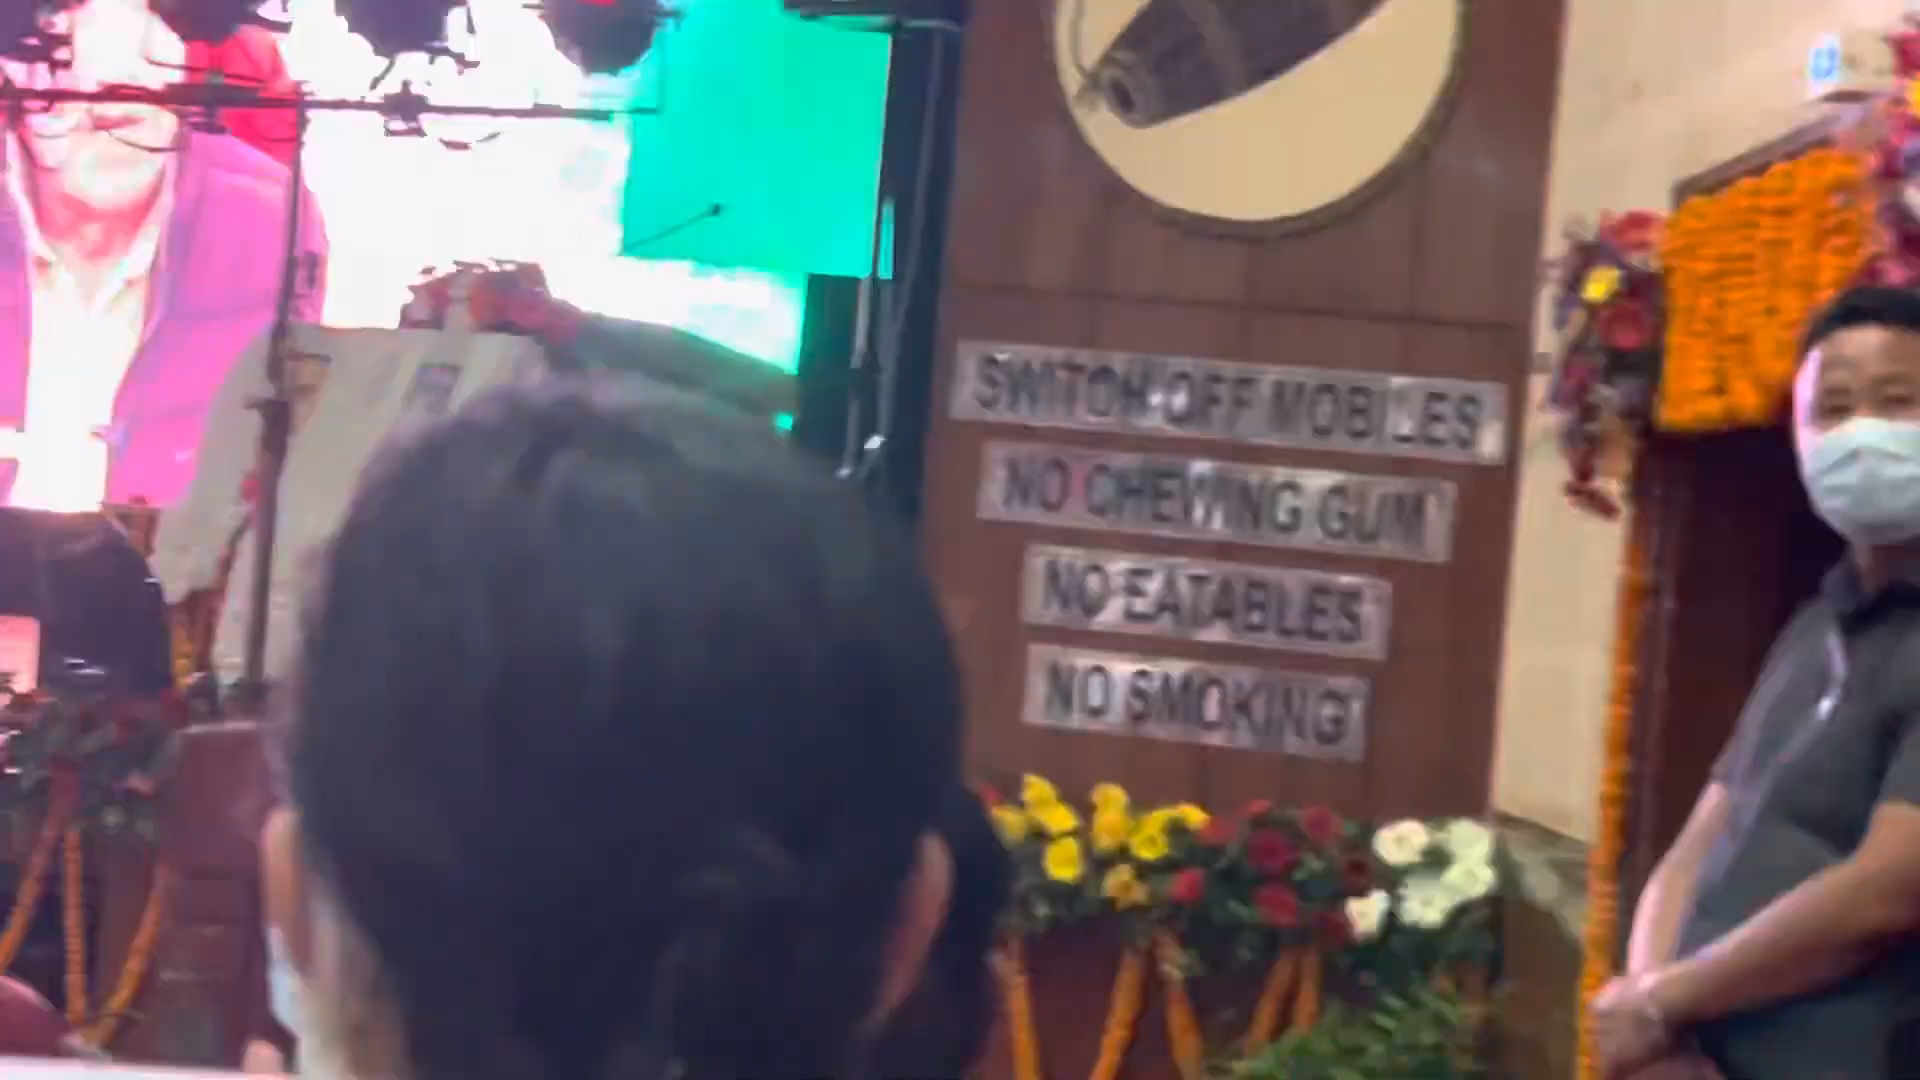 SWITCH OFF MOBILES
NO CHEWING GUM
NO EATABLES
NO SMOKING